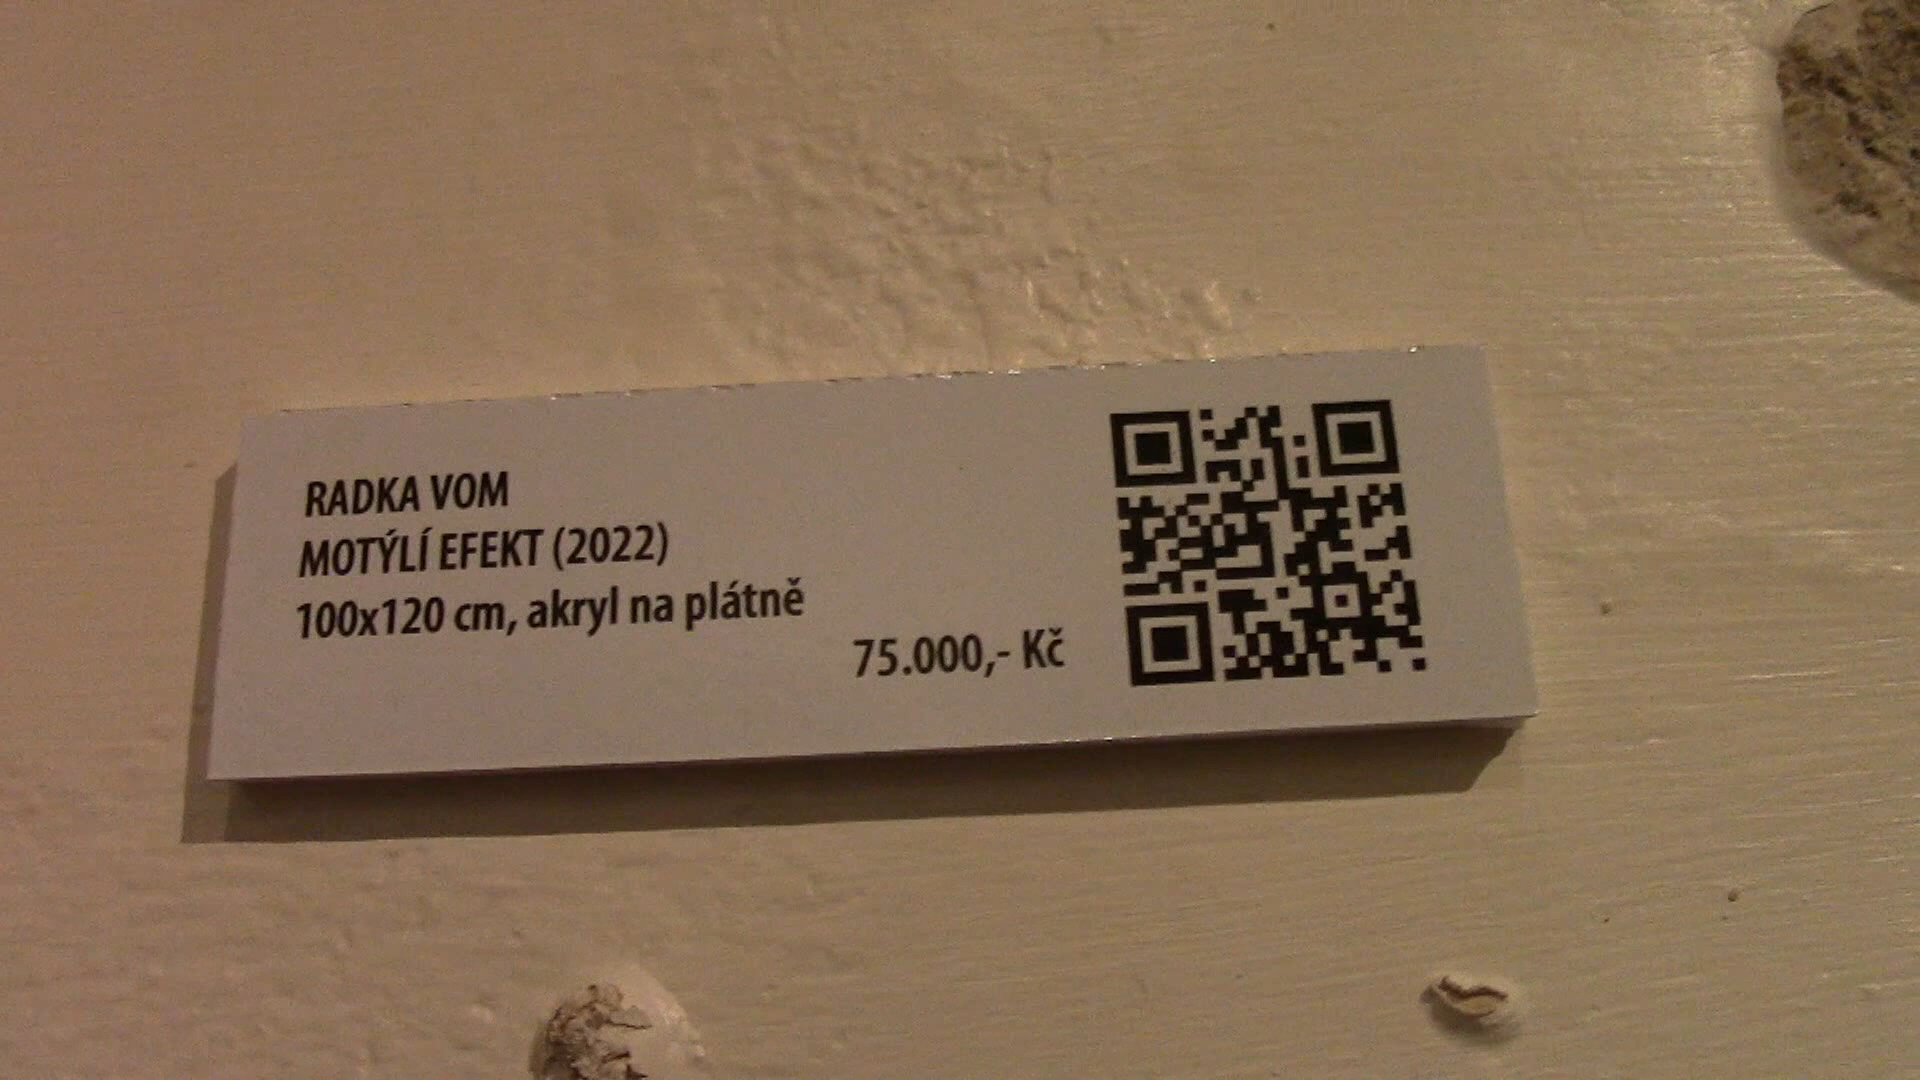 RADKA VOM
MOTÝLÍ EFEKT (2022)
100x120 cm, akryl na plátně
75.000,- Kč